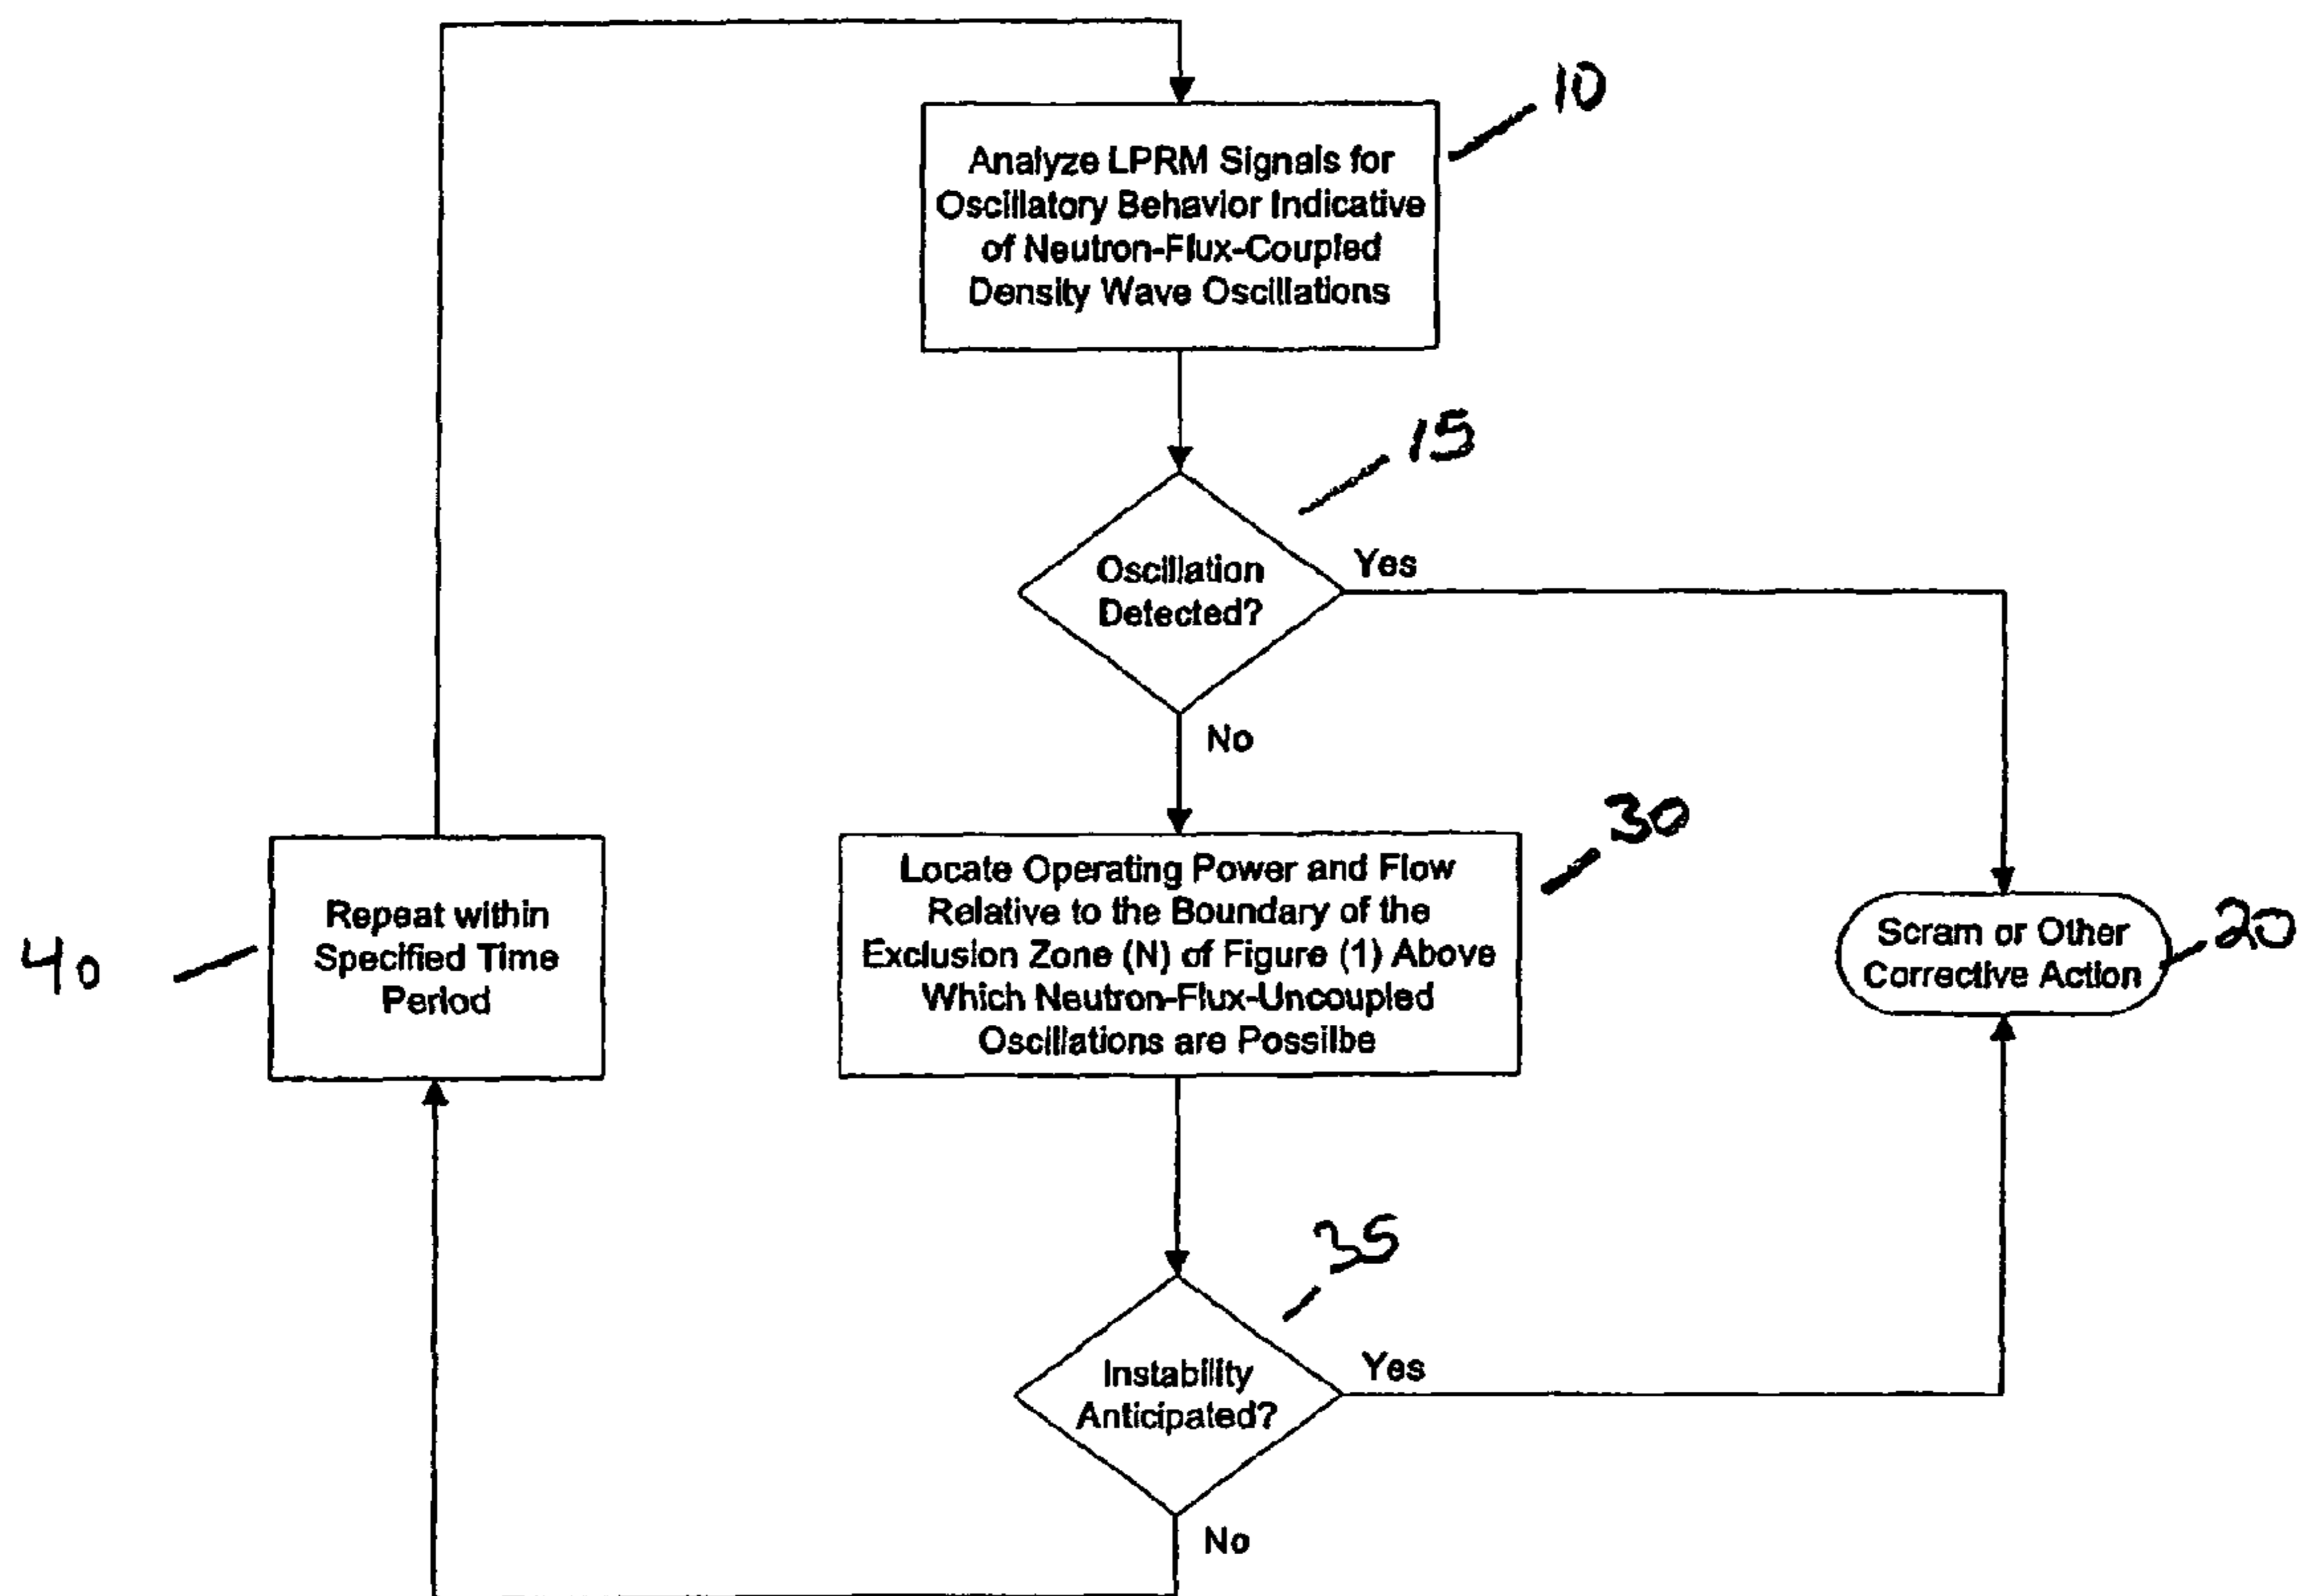 10
Analyze LPRM Signals for
Oscillatory Behavior Indicative
of Neutron-Flux-Coupled
Density Wave Oscillations
15
Oscillation
Detected?
Yes
No
30
Locate Operating Power and Flow
Relative to the Boundary of the
Exclusion Zone (N) of Figure (1) Above
Which Neutron-Flux-Uncoupled
Oscillations are Possilbe
40
Repeat within
Specified Time
Period
Scram or Other
Corrective Action
20
35
Instability
Anticipated?
Yes
No